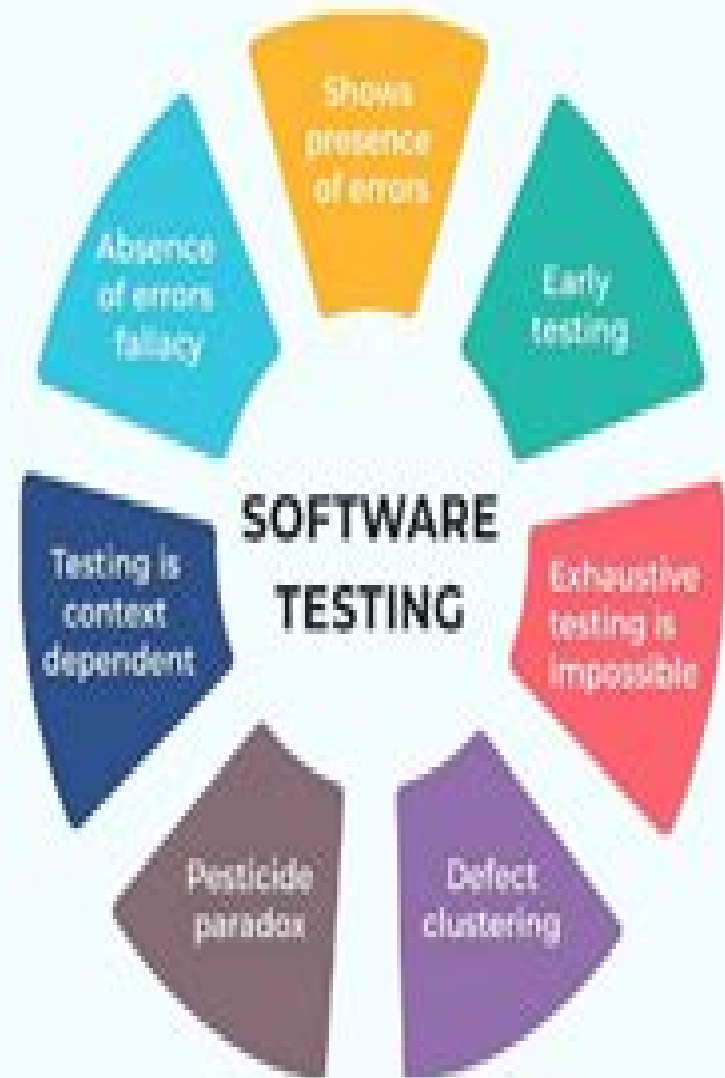 Shows
presence
of errors
Early
testing
Exhaustive
testing is
impossible
Defect
clustering
Pesticide
paradox
Testing is
context
dependent
Absence
of errors
fallacy
SOFTWARE
TESTING